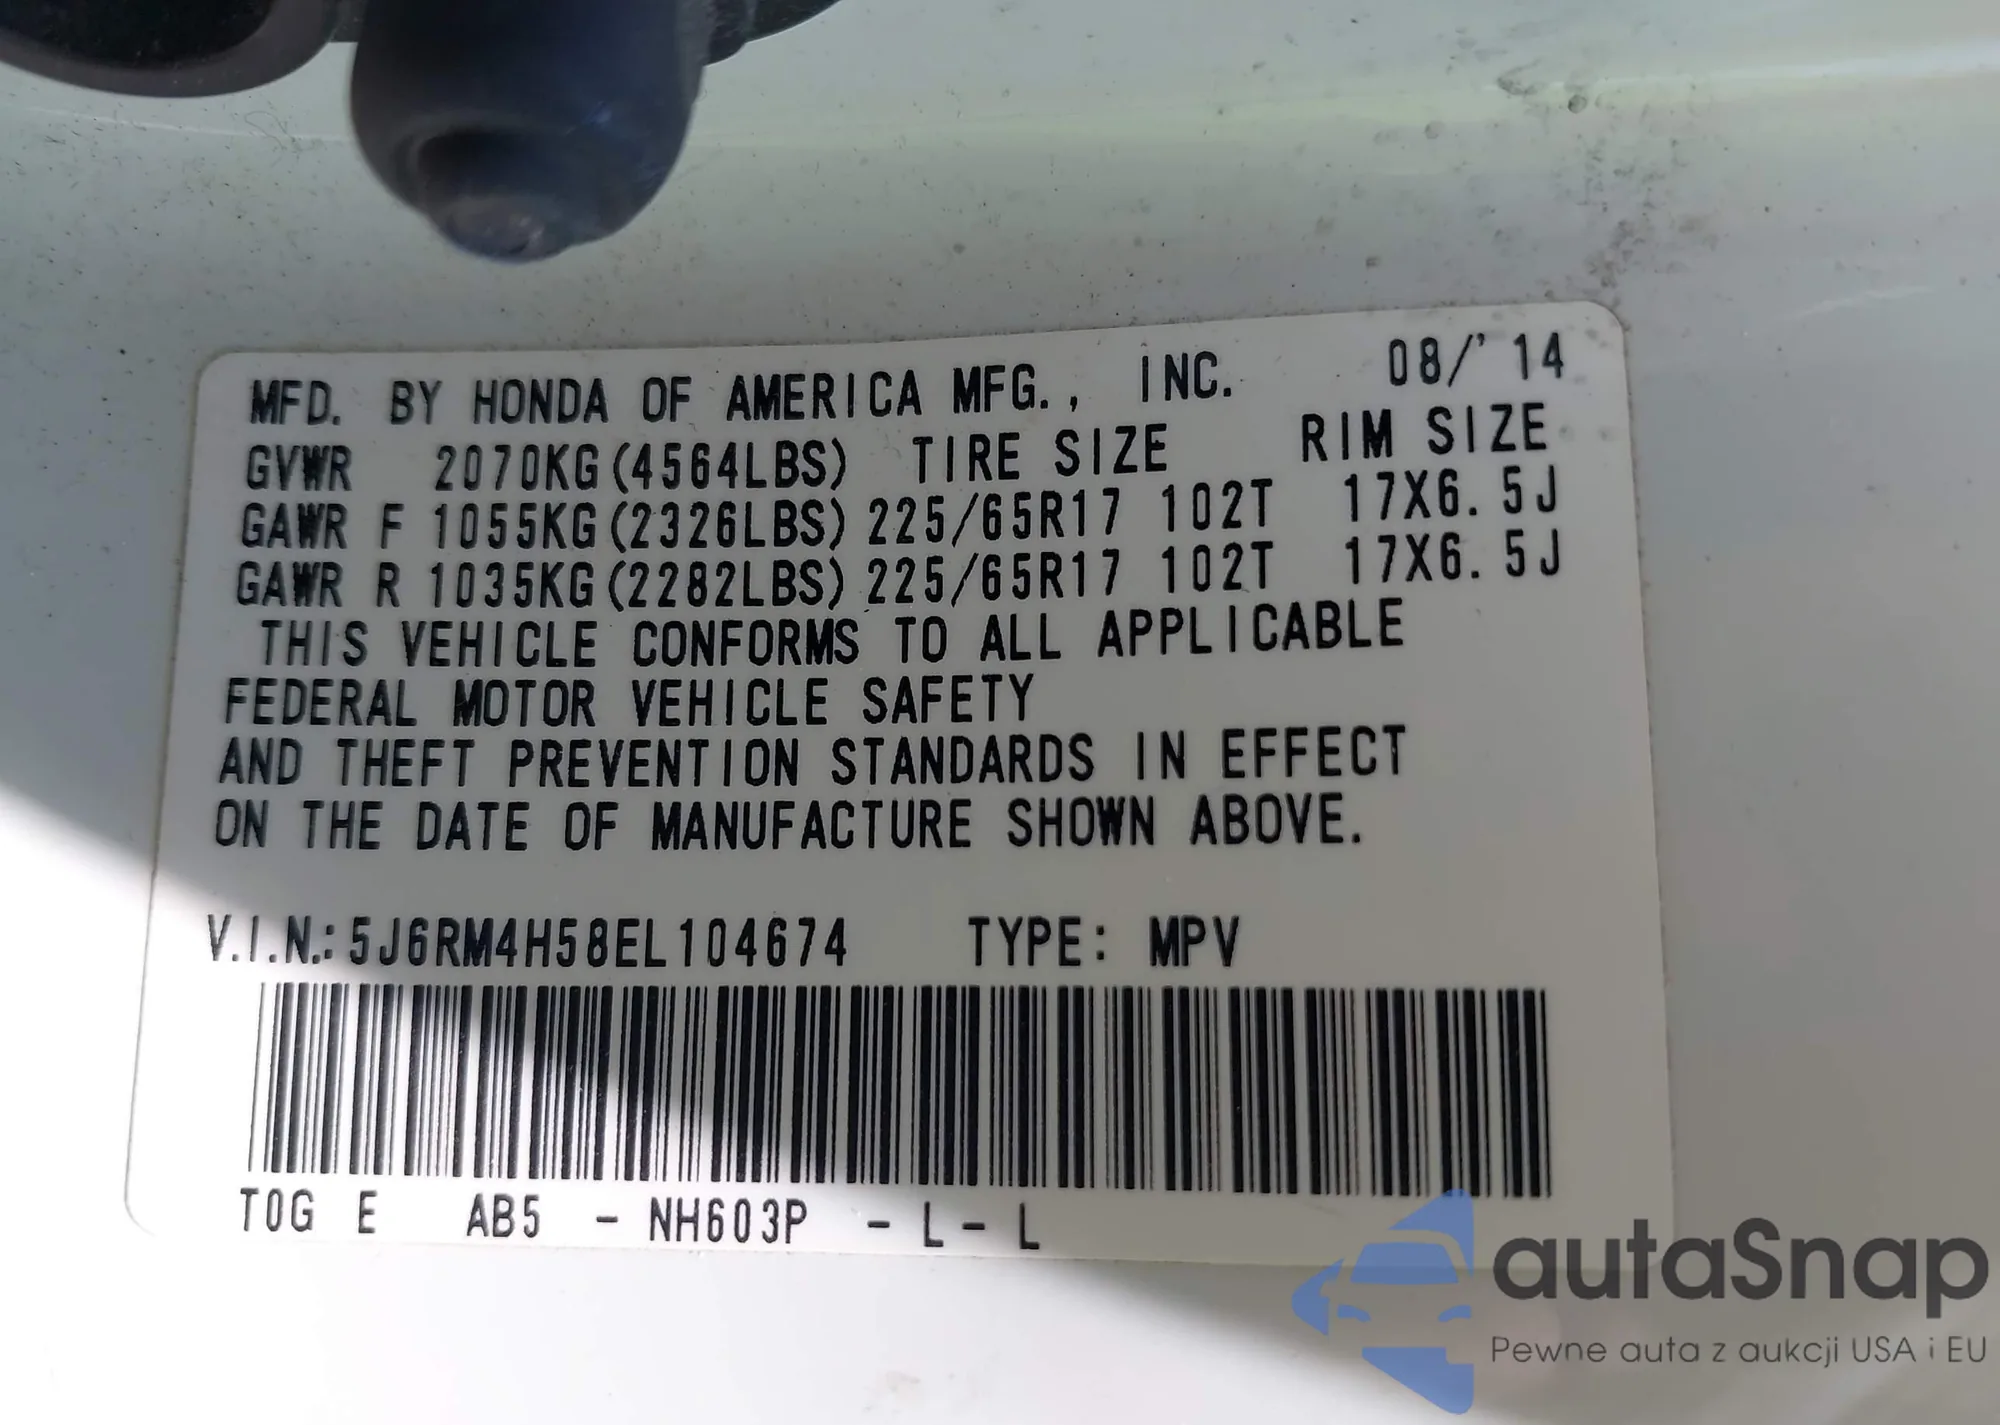 MFD. BY HONDA OF AMERICA MFG., INC. 08/'14
GVWR 2070KG(4564LBS) TIRE SIZE RIM SIZE
GAWR F 1055KG(2326LBS) 225/65R17 102T 17X6.5J
GAWR R 1035KG(2282LBS) 225/65R17 102T 17X6.5J
THIS VEHICLE CONFORMS TO ALL APPLICABLE
FEDERAL MOTOR VEHICLE SAFETY
AND THEFT PREVENTION STANDARDS IN EFFECT
ON THE DATE OF MANUFACTURE SHOWN ABOVE.
V.I.N.: 5J6RM4H58EL104674 TYPE: MPV
T0G E AB5 - NH603P - L - L
autaSnap
Pewne auta z aukcji USA i EU